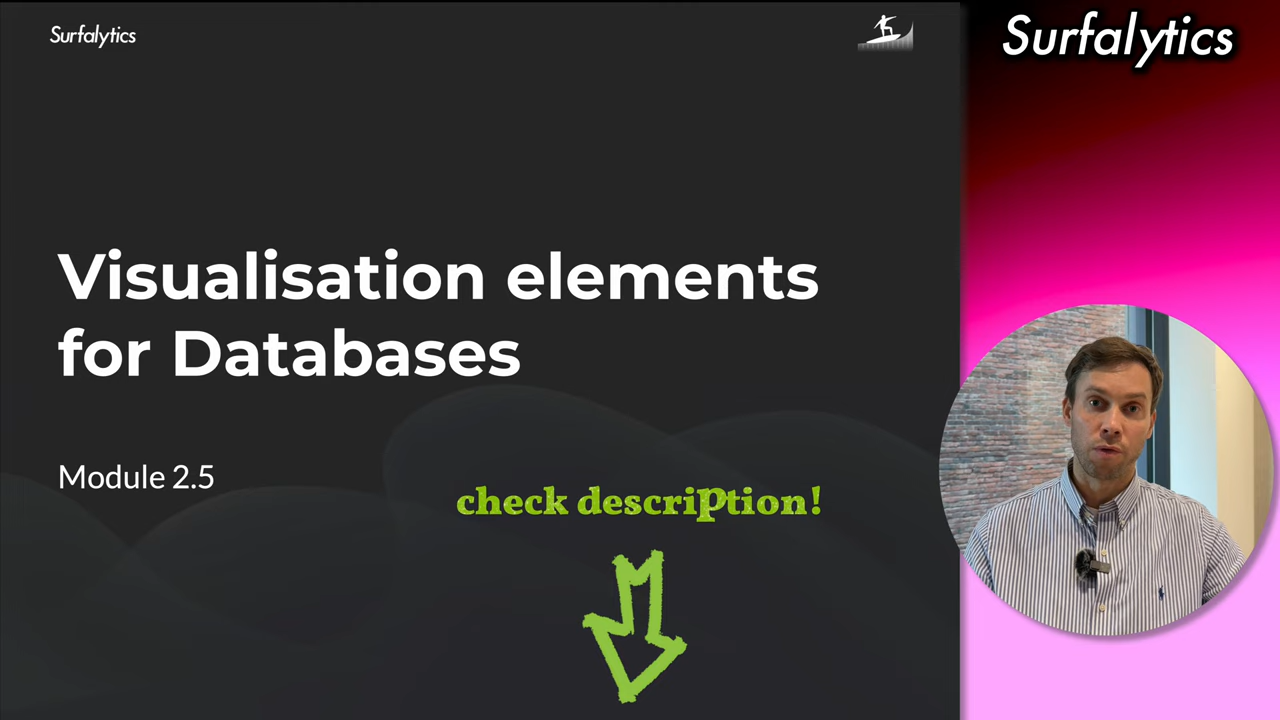 Surfalytics
Surfalytics
Visualisation elements
for Databases
Module 2.5
check description!